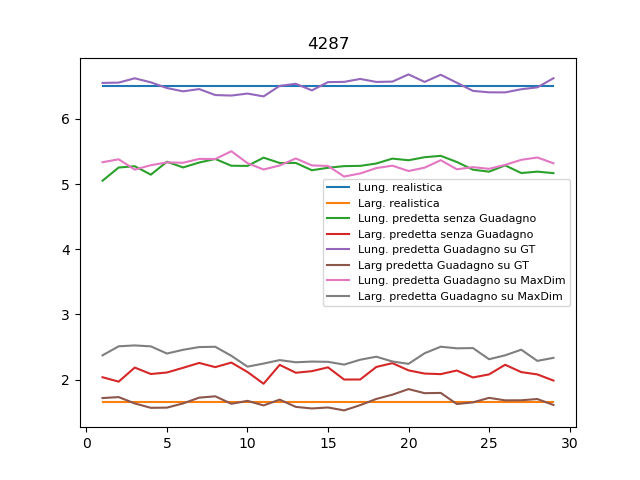 4287
6
5
4
3
2
0 5 10 15 20 25 30
Lung. realistica
Larg. realistica
Lung. predetta senza Guadagno
Larg. predetta senza Guadagno
Lung. predetta Guadagno su GT
Larg predetta Guadagno su GT
Lung. predetta Guadagno su MaxDim
Larg. predetta Guadagno su MaxDim